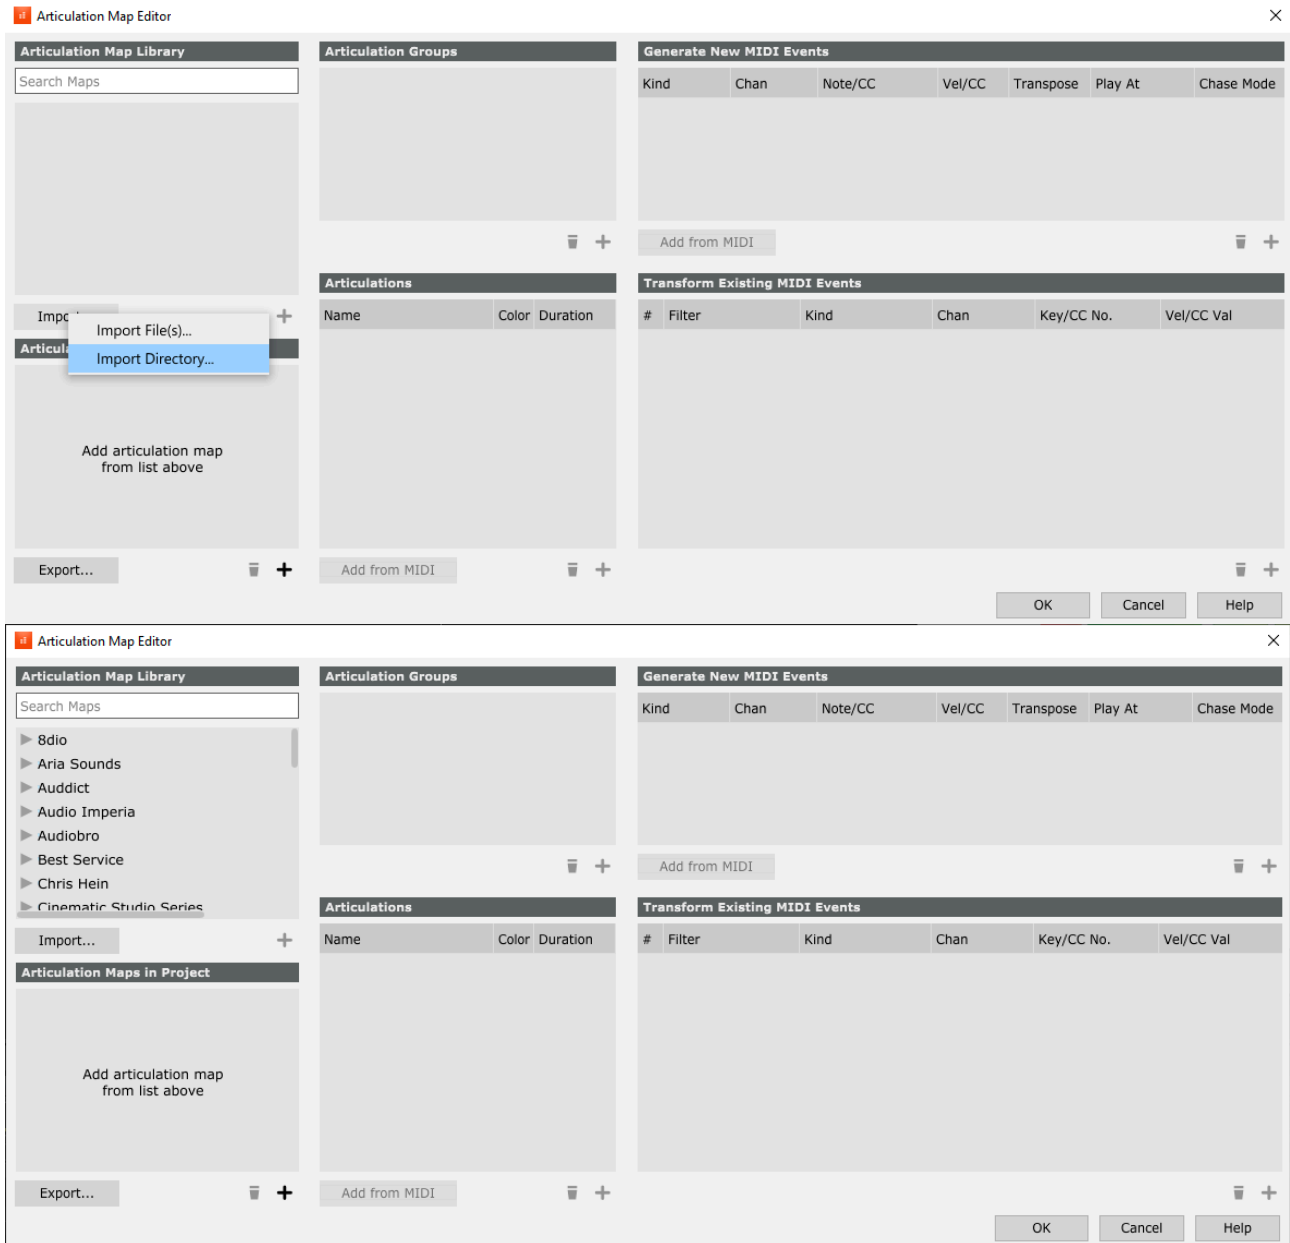 Articulation Map Editor
Articulation Map Library
Search Maps
Import File(s)...
Import Directory...
Add articulation map
from list above
Export...
Articulation Groups
Articulations
Name Color Duration
Add from MIDI
Generate New MIDI Events
Kind Chan Note/CC Vel/CC Transpose Play At Chase Mode
Add from MIDI
Transform Existing MIDI Events
# Filter Kind Chan Key/CC No. Vel/CC Val
OK Cancel Help
Articulation Map Editor
Articulation Map Library
Search Maps
8dio
Aria Sounds
Auddict
Audio Imperia
Audiobro
Best Service
Chris Hein
Cinematic Studio Series
Import...
Articulation Maps in Project
Add articulation map
from list above
Export...
Articulation Groups
Articulations
Name Color Duration
Add from MIDI
Generate New MIDI Events
Kind Chan Note/CC Vel/CC Transpose Play At Chase Mode
Add from MIDI
Transform Existing MIDI Events
# Filter Kind Chan Key/CC No. Vel/CC Val
OK Cancel Help